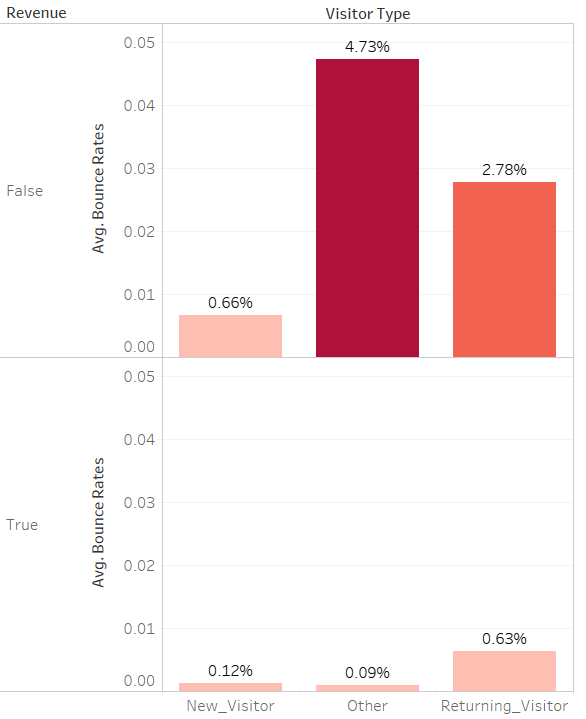 Revenue
Visitor Type
0.05
4.73%
0.04
0.03
2.78%
Avg. Bounce Rates
False
0.02
0.01
0.66%
0.00
0.05
0.04
0.03
Avg. Bounce Rates
True
0.02
0.01
0.63%
0.12%
0.09%
0.00
New_Visitor
Other
Returning_Visitor